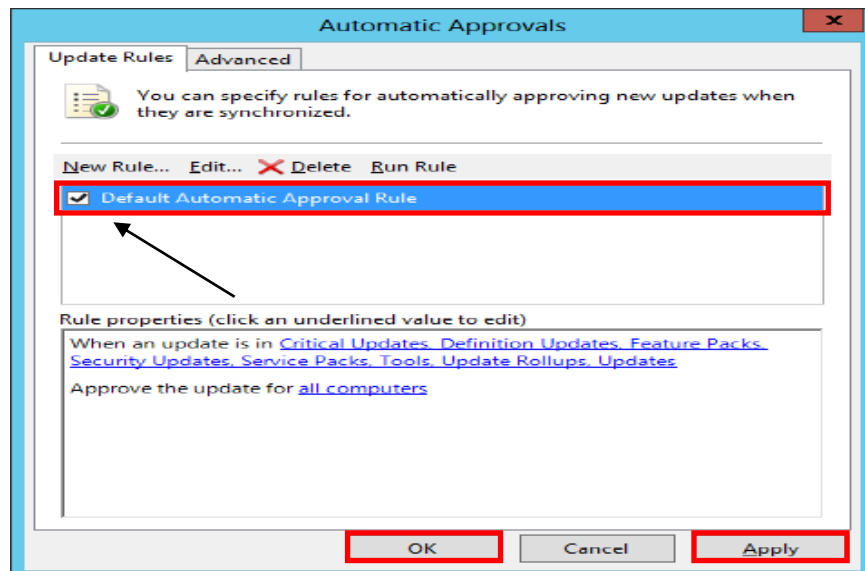 Automatic Approvals
Update Rules
Advanced
You can specify rules for automatically approving new updates when
they are synchronized.
New Rule... Edit... Delete Run Rule
Default Automatic Approval Rule
Rule properties (click an underlined value to edit)
When an update is in Critical Updates, Definition Updates, Feature Packs,
Security Updates, Service Packs, Tools, Update Rollups, Updates
Approve the update for all computers
OK
Cancel
Apply